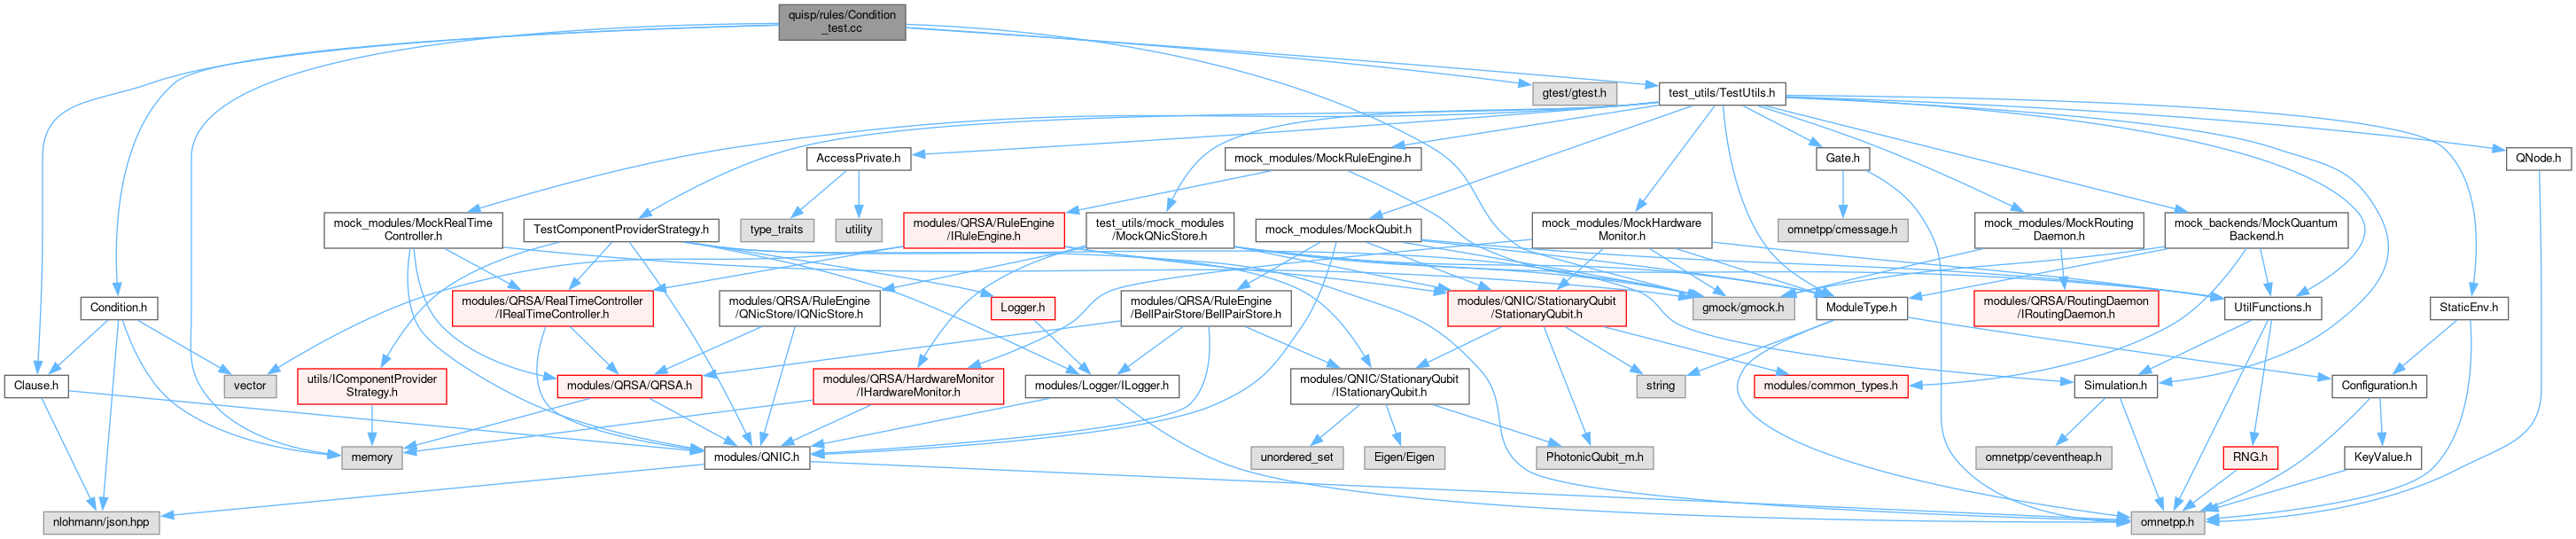 quisp/rules/Condition
_test.cc
gtest/gtest.h
test_utils/TestUtils.h
AccessPrivate.h
mock_modules/MockRuleEngine.h
Gate.h
QNode.h
mock_modules/MockRealTime
Controller.h
TestComponentProviderStrategy.h
type_traits
utility
modules/QRSA/RuleEngine
/IRuleEngine.h
test_utils/mock_modules
/MockQNicStore.h
mock_modules/MockQubit.h
mock_modules/MockHardware
Monitor.h
omnetpp/cmessage.h
mock_modules/MockRouting
Daemon.h
mock_backends/MockQuantum
Backend.h
Condition.h
modules/QRSA/RealTimeController
/IRealTimeController.h
modules/QRSA/RuleEngine
/QNicStore/IQNicStore.h
Logger.h
modules/QRSA/RuleEngine
/BellPairStore/BellPairStore.h
modules/QNIC/StationaryQubit
/StationaryQubit.h
gmock/gmock.h
ModuleType.h
modules/QRSA/RoutingDaemon
/IRoutingDaemon.h
UtilFunctions.h
StaticEnv.h
Clause.h
vector
utils/IComponentProvider
Strategy.h
modules/QRSA/QRSA.h
modules/QRSA/HardwareMonitor
/IHardwareMonitor.h
modules/Logger/ILogger.h
modules/QNIC/StationaryQubit
/IStationaryQubit.h
string
modules/common_types.h
Simulation.h
Configuration.h
memory
modules/QNIC.h
unordered_set
Eigen/Eigen
PhotonicQubit_m.h
omnetpp/ceventheap.h
RNG.h
KeyValue.h
nlohmann/json.hpp
omnetpp.h